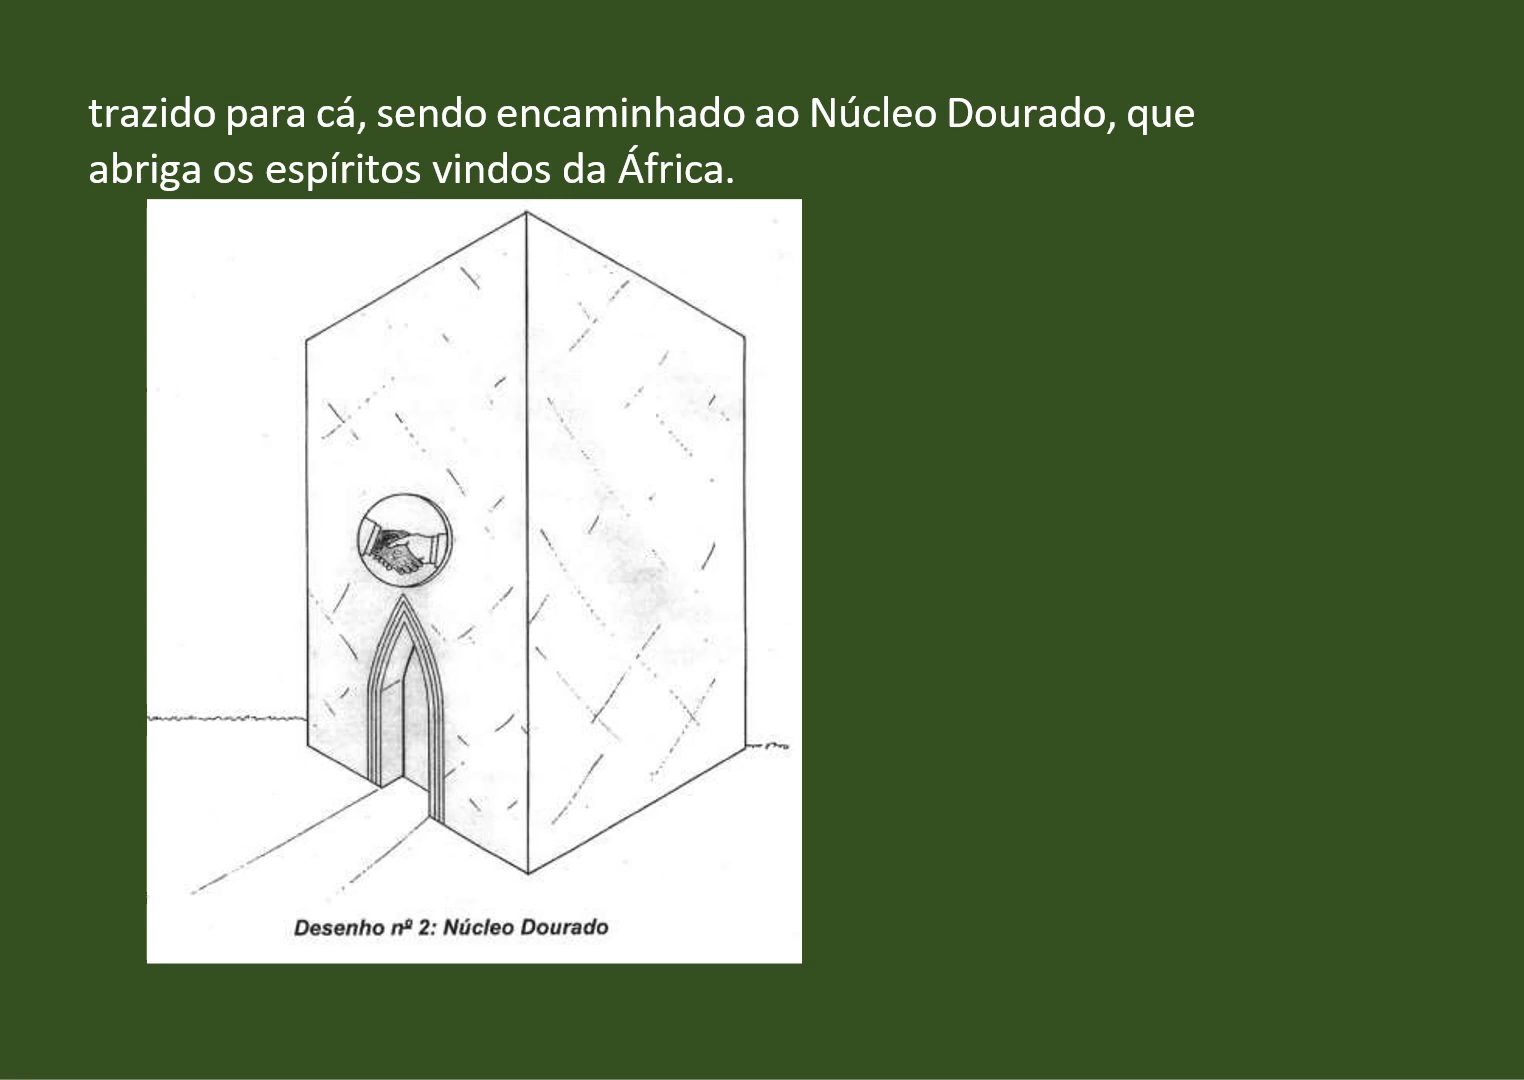 trazido para cá, sendo encaminhado ao Núcleo Dourado, que
abriga os espíritos vindos da África.
Desenho nº 2: Núcleo Dourado